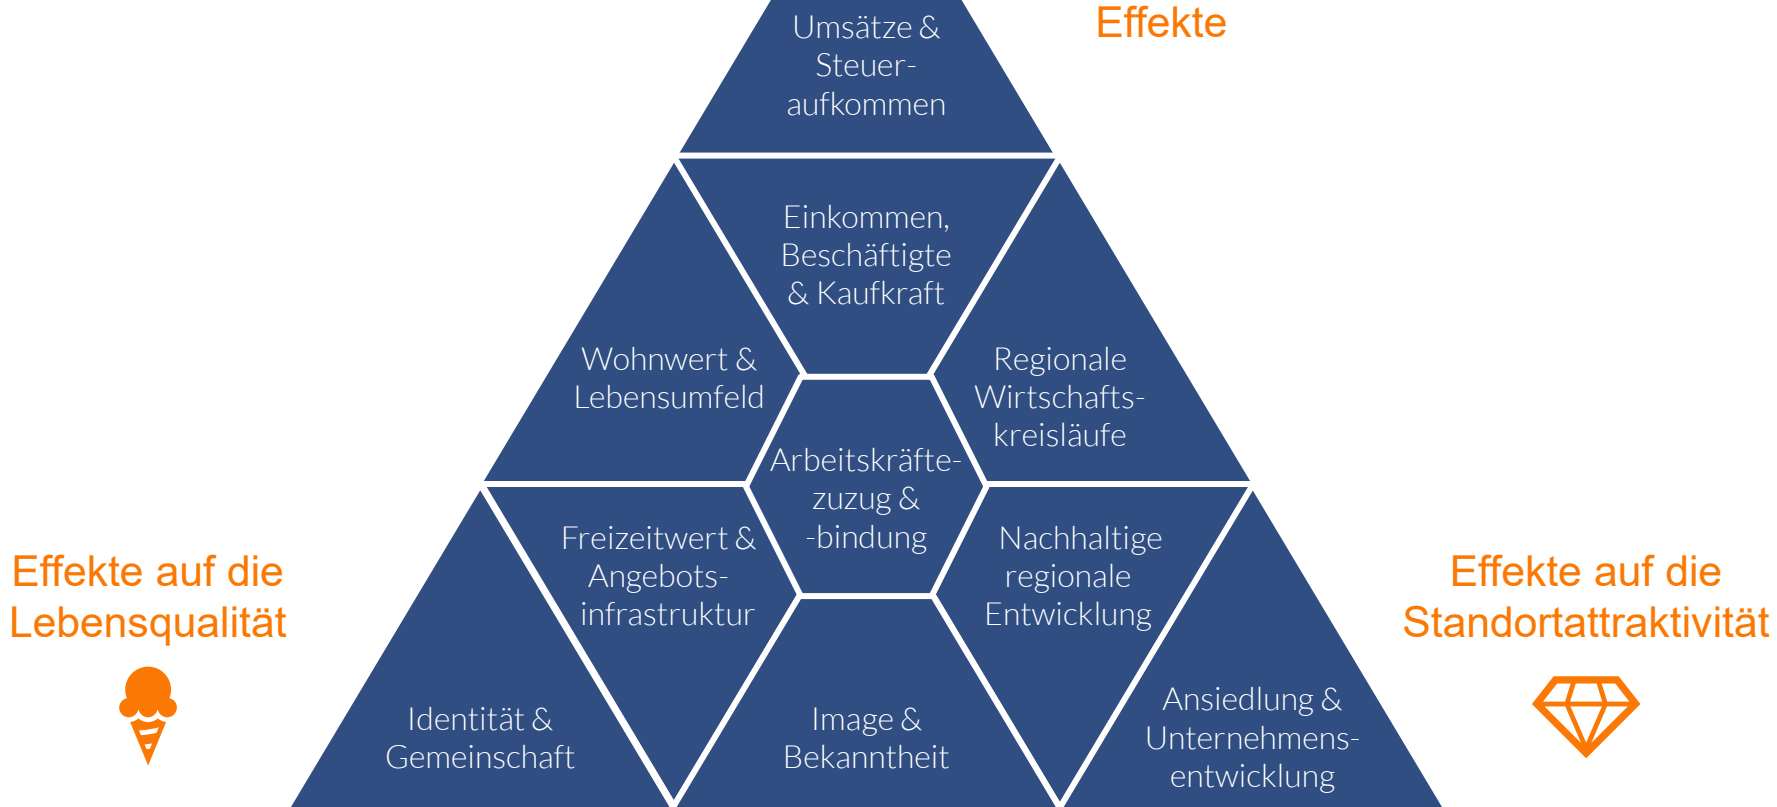 Effekte
Umsätze &
Steuer-
aufkommen
Einkommen,
Beschäftigte
& Kaufkraft
Wohnwert &
Lebensumfeld
Regionale
Wirtschafts-
kreisläufe
Arbeitskräfte-
zuzug &
-bindung
Freizeitwert &
Angebots-
infrastruktur
Nachhaltige
regionale
Entwicklung
Effekte auf die
Lebensqualität
Effekte auf die
Standortattraktivität
Identität &
Gemeinschaft
Image &
Bekanntheit
Ansiedlung &
Unternehmens-
entwicklung